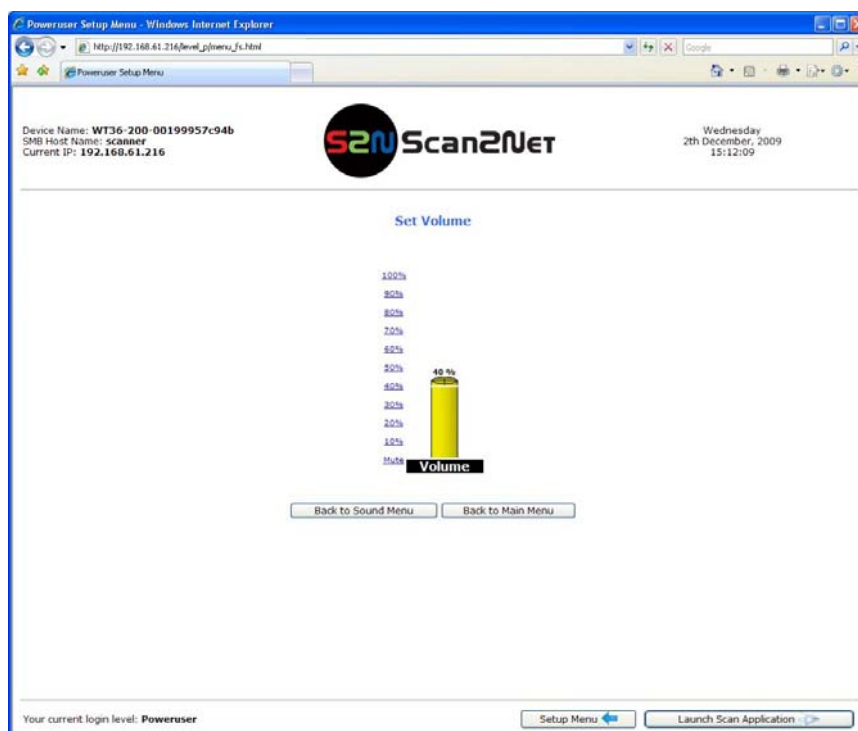 Poweruser Setup Menu - Windows Internet Explorer
http://192.168.61.216/level_p/menu_fs.html
Google
Poweruser Setup Menu
Device Name: WT36-200-00199957c94b
SMB Host Name: scanner
Current IP: 192.168.61.216
S2N Scan2Net
Wednesday
2th December, 2009
15:12:09
Set Volume
100%
90%
80%
70%
60%
50%
40 %
40%
30%
20%
10%
Mute
Volume
Back to Sound Menu
Back to Main Menu
Your current login level: Poweruser
Setup Menu
Launch Scan Application